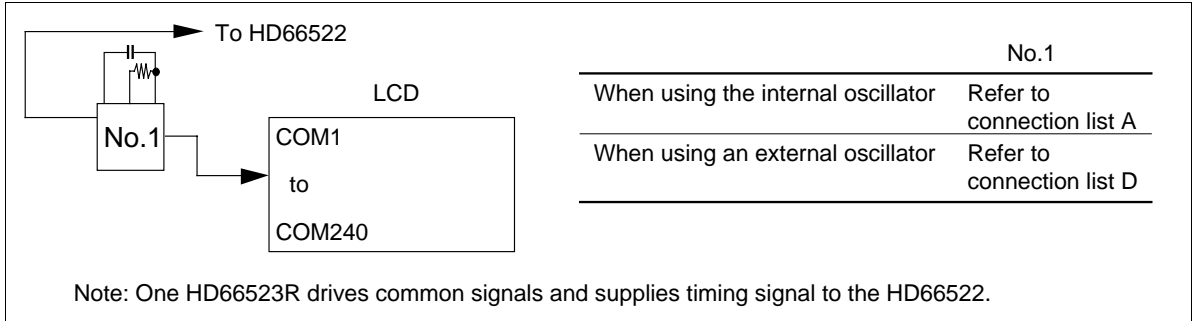 To HD66522
No.1
LCD
COM1
to
COM240
No.1
When using the internal oscillator Refer to
connection list A
When using an external oscillator Refer to
connection list D
Note: One HD66523R drives common signals and supplies timing signal to the HD66522.